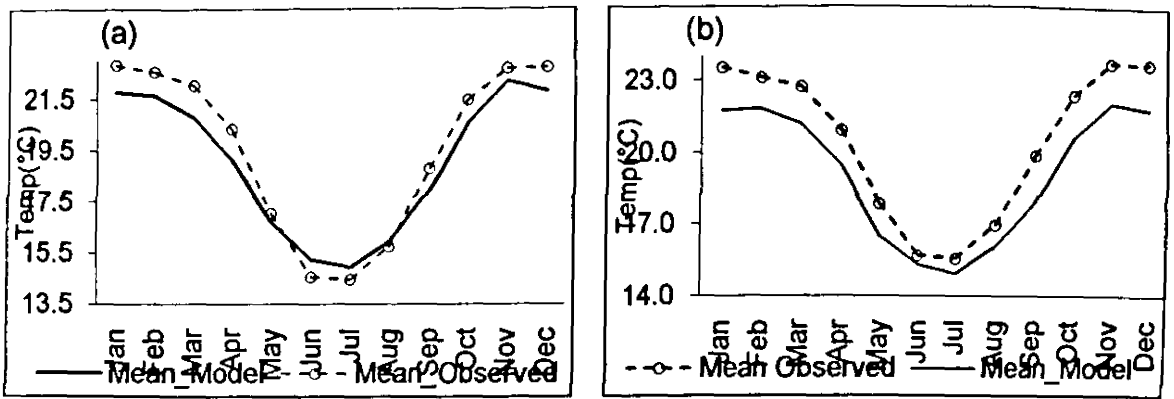 (a)
Temp(°C)
21.5
19.5
17.5
15.5
13.5
Jan Feb Mar Apr May Jun Jul Aug Sep Oct Nov Dec
Mean_Model Mean_Observed
(b)
Temp(°C)
23.0
20.0
17.0
14.0
Jan Feb Mar Apr May Jun Jul Aug Sep Oct Nov Dec
Mean Observed Mean_Model